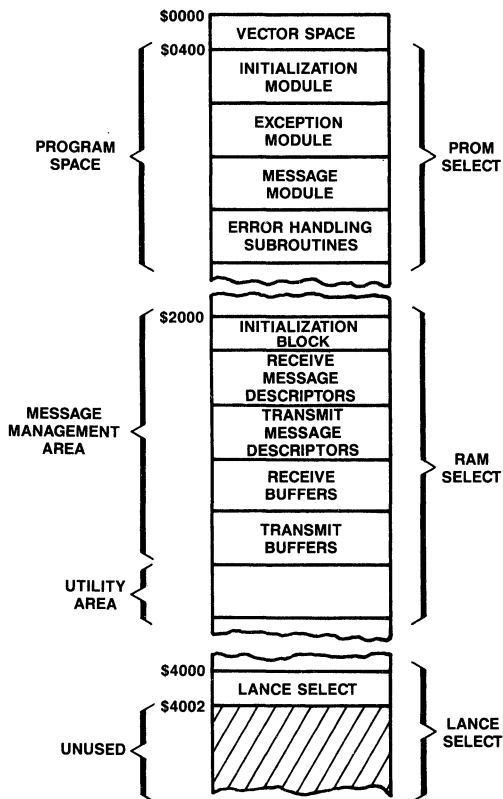 $0000
VECTOR SPACE
$0400
INITIALIZATION
MODULE
EXCEPTION
MODULE
PROGRAM
SPACE
PROM
SELECT
MESSAGE
MODULE
ERROR HANDLING
SUBROUTINES
$2000
INITIALIZATION
BLOCK
RECEIVE
MESSAGE
DESCRIPTORS
TRANSMIT
MESSAGE
DESCRIPTORS
MESSAGE
MANAGEMENT
AREA
RAM
SELECT
RECEIVE
BUFFERS
TRANSMIT
BUFFERS
UTILITY
AREA
$4000
LANCE SELECT
$4002
UNUSED
LANCE
SELECT